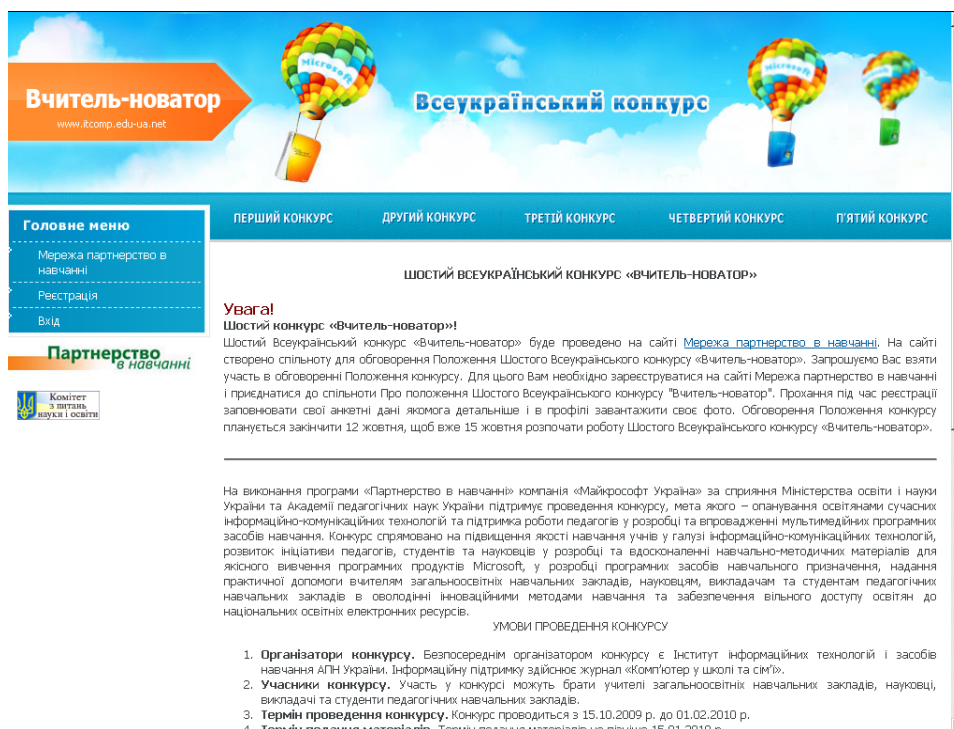 Microsoft
Microsoft
Вчитель-новатор
www.itcomp.edu-ua.net
Всеукраїнський конкурс
ПЕРШИЙ КОНКУРС ДРУГИЙ КОНКУРС ТРЕТІЙ КОНКУРС ЧЕТВЕРТИЙ КОНКУРС П'ЯТИЙ КОНКУРС
Головне меню
Мережа партнерство в
навчанні
Реєстрація
Вхід
Партнерство
в навчанні
Комітет
з питань
науки і освіти
ШОСТИЙ ВСЕУКРАЇНСЬКИЙ КОНКУРС «ВЧИТЕЛЬ-НОВАТОР»
Увага!
Шостий конкурс «Вчитель-новатор»!
Шостий Всеукраїнський конкурс «Вчитель-новатор» буде проведено на сайті Мережа партнерство в навчанні. На сайті
створено спільноту для обговорення Положення Шостого Всеукраїнського конкурсу «Вчитель-новатор». Запрошуємо Вас взяти
участь в обговоренні Положення конкурсу. Для цього Вам необхідно зареєструватися на сайті Мережа партнерство в навчанні
і приєднатися до спільноти Про положення Шостого Всеукраїнського конкурсу "Вчитель-новатор". Прохання під час реєстрації
заповнювати свої анкетні дані якомога детальніше і в профілі завантажити своє фото. Обговорення Положення конкурсу
планується закінчити 12 жовтня, щоб вже 15 жовтня розпочати роботу Шостого Всеукраїнського конкурсу «Вчитель-новатор».
На виконання програми «Партнерство в навчанні» компанія «Майкрософт Україна» за сприяння Міністерства освіти і науки
України та Академії педагогічних наук України підтримує проведення конкурсу, мета якого – опанування освітянами сучасних
інформаційно-комунікаційних технологій та підтримка роботи педагогів у розробці та впровадженні мультимедійних програмних
засобів навчання. Конкурс спрямовано на підвищення якості навчання учнів у галузі інформаційно-комунікаційних технологій,
розвиток ініціативи педагогів, студентів та науковців у розробці та вдосконаленні навчально-методичних матеріалів для
якісного вивчення програмних продуктів Microsoft, у розробці програмних засобів навчального призначення, надання
практичної допомоги вчителям загальноосвітніх навчальних закладів, науковцям, викладачам та студентам педагогічних
навчальних закладів в оволодінні інноваційними методами навчання та забезпечення вільного доступу освітян до
національних освітніх електронних ресурсів.
УМОВИ ПРОВЕДЕННЯ КОНКУРСУ
1. Організатори конкурсу. Безпосереднім організатором конкурсу є Інститут інформаційних технологій і засобів
навчання АПН України. Інформаційну підтримку здійснює журнал «Комп'ютер у школі та сім'ї».
2. Учасники конкурсу. Участь у конкурсі можуть брати учителі загальноосвітніх навчальних закладів, науковці,
викладачі та студенти педагогічних навчальних закладів.
3. Термін проведення конкурсу. Конкурс проводиться з 15.10.2009 р. до 01.02.2010 р.
4. Термін подання матеріалів. Термін подання матеріалів не пізніше 15.01.2010 р.